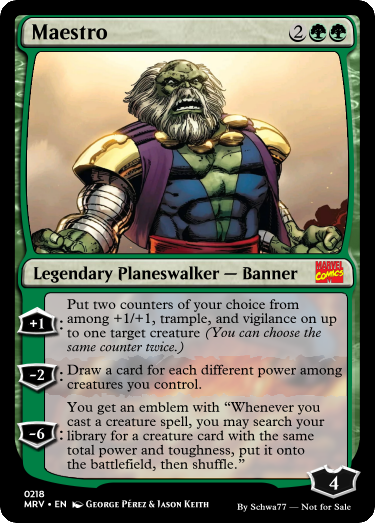 Maestro 2
Legendary Planeswalker — Banner MARVEL COMICS
+1: Put two counters of your choice from
among +1/+1, trample, and vigilance on up
to one target creature (You can choose the
same counter twice.)
-2: Draw a card for each different power among
creatures you control.
-6: You get an emblem with “Whenever you
cast a creature spell, you may search your
library for a creature card with the same
total power and toughness, put it onto
the battlefield, then shuffle.”
4
0218
MRV • EN GEORGE PÉREZ & JASON KEITH
By Schwa77 — Not for Sale